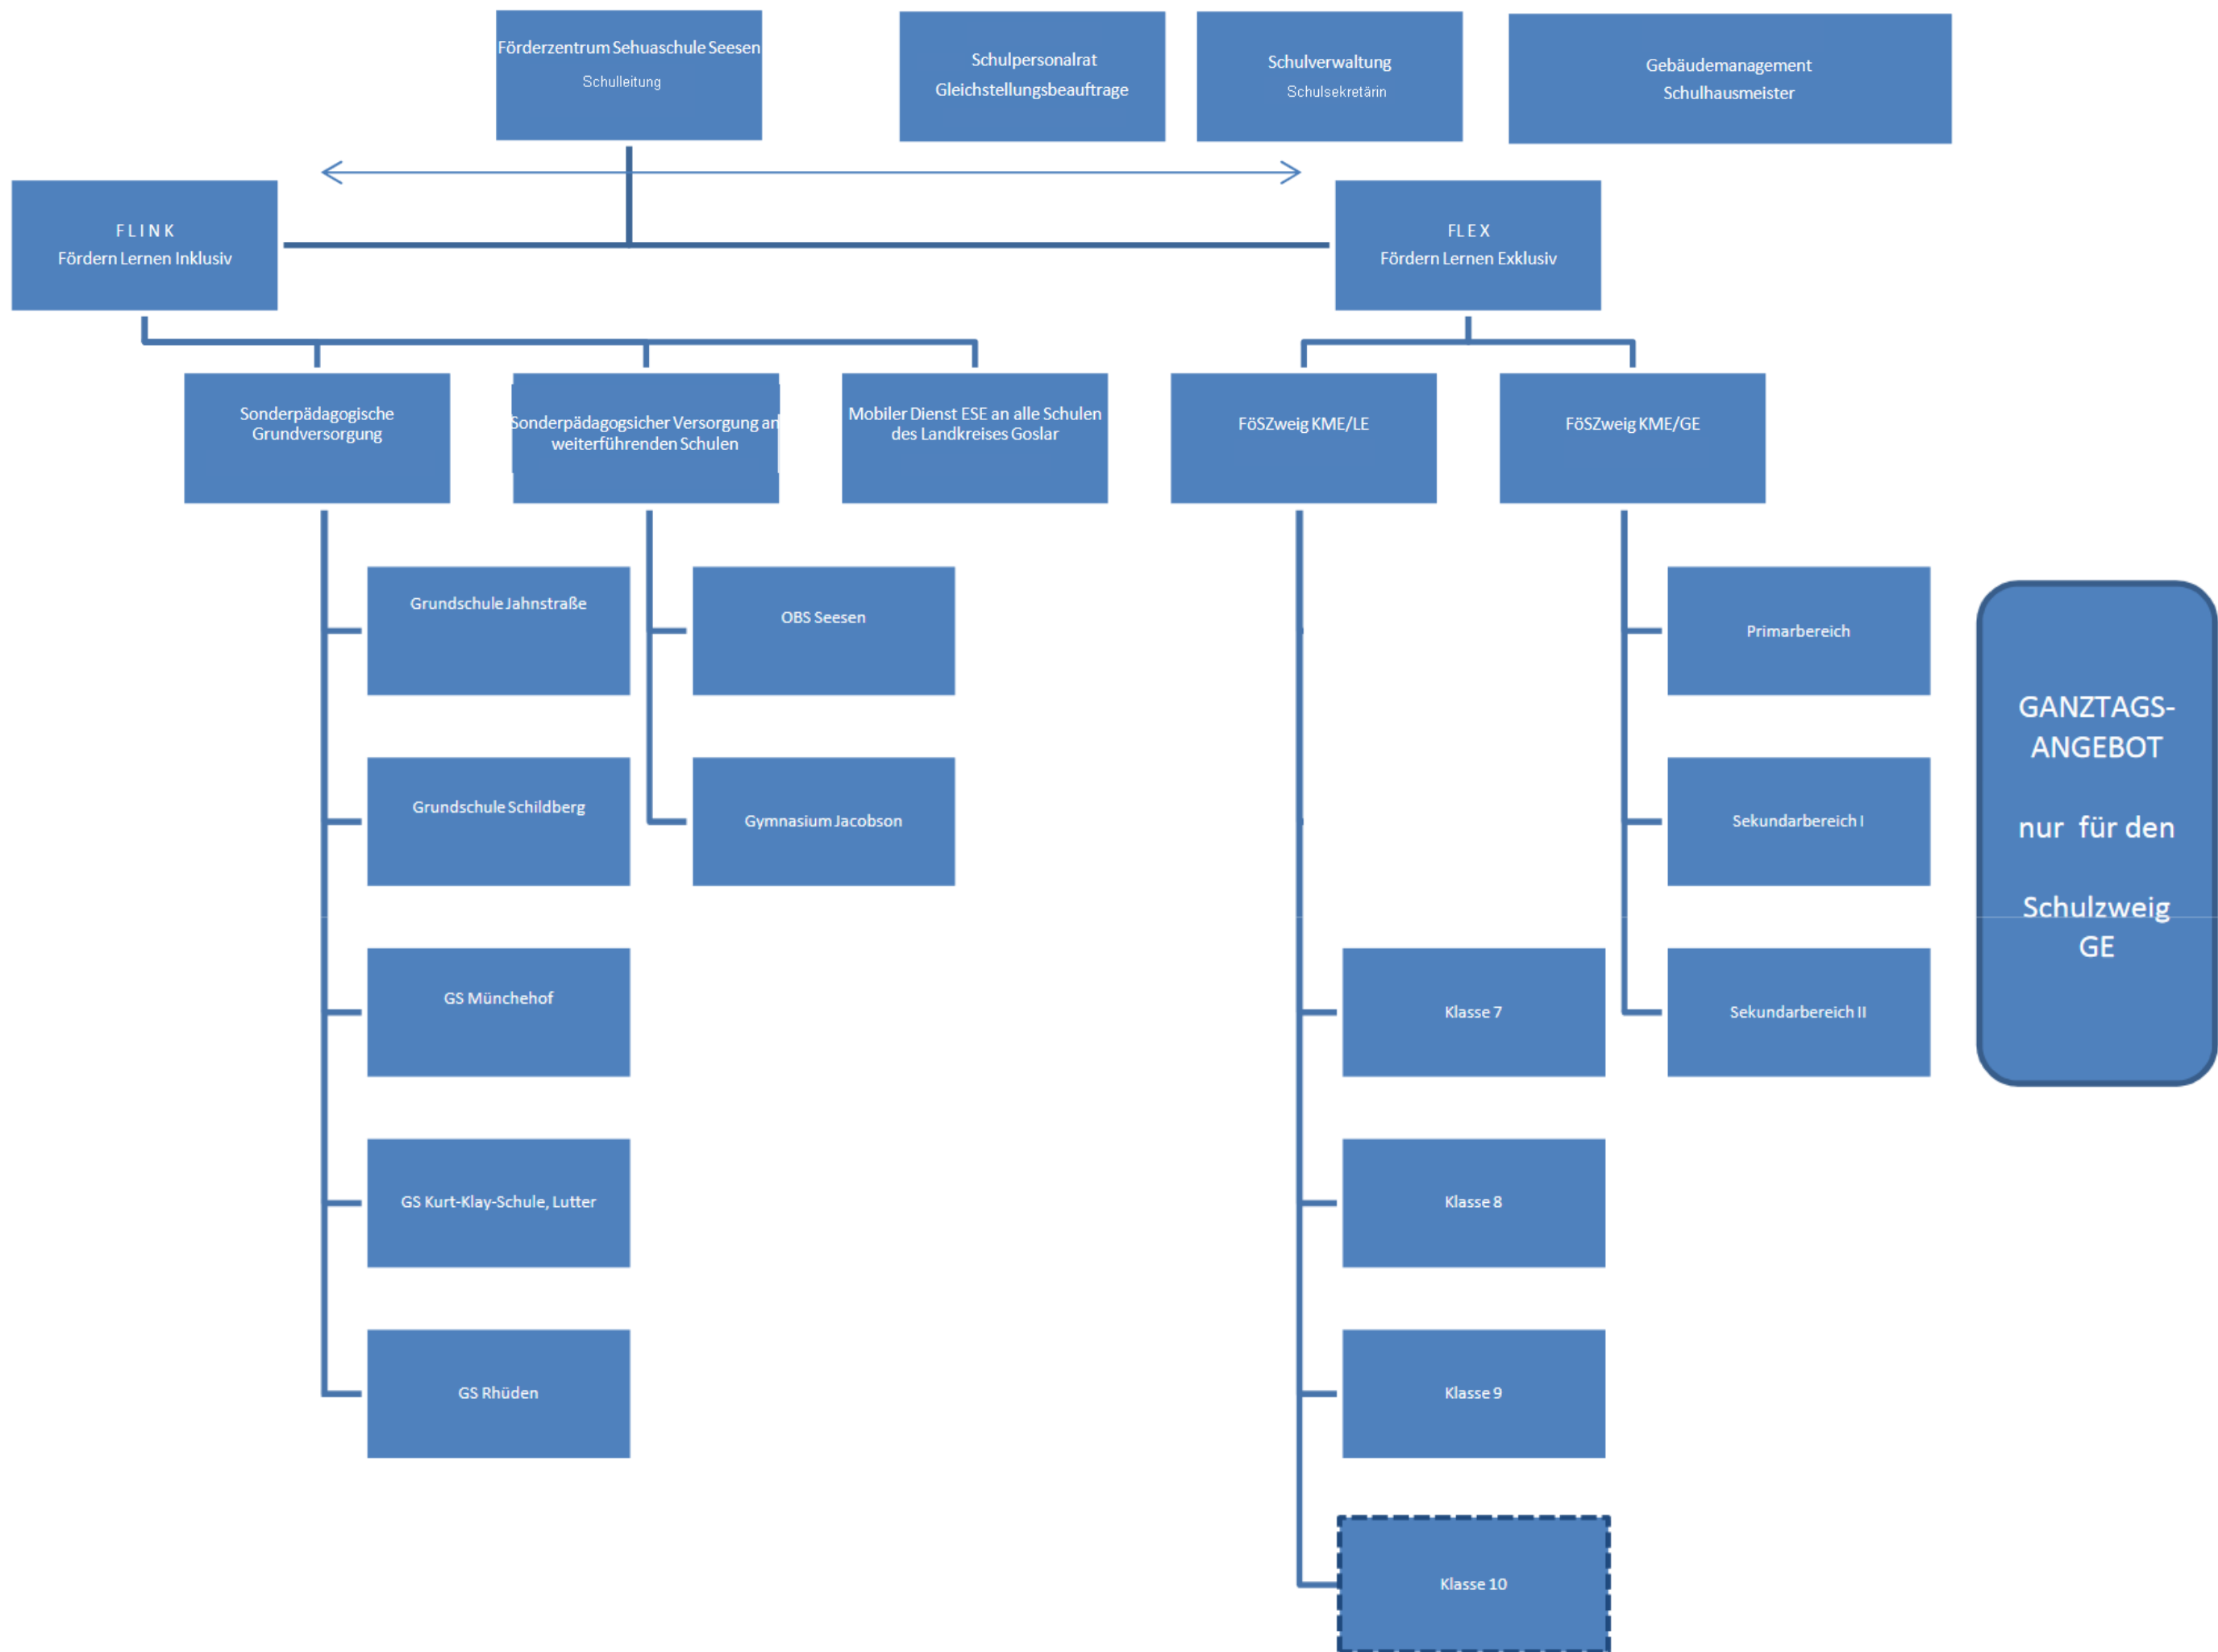 Förderzentrum Sehuaschule Seesen
Schulleitung
Schulpersonalrat
Gleichstellungsbeauftrage
Schulverwaltung
Schulsekretärin
Gebäudemanagement
Schulhausmeister
F L I N K
Fördern Lernen Inklusiv
FL E X
Fördern Lernen Exklusiv
Sonderpädagogische
Grundversorgung
Sonderpädagogsicher Versorgung an
weiterführenden Schulen
Mobiler Dienst ESE an alle Schulen
des Landkreises Goslar
FöSZweig KME/LE
FöSZweig KME/GE
Grundschule Jahnstraße
OBS Seesen
Primarbereich
Grundschule Schildberg
Gymnasium Jacobson
Sekundarbereich I
GS Münchehof
Klasse 7
Sekundarbereich II
GANZTAGS-
ANGEBOT
nur für den
Schulzweig
GE
GS Kurt-Klay-Schule, Lutter
Klasse 8
GS Rhüden
Klasse 9
Klasse 10